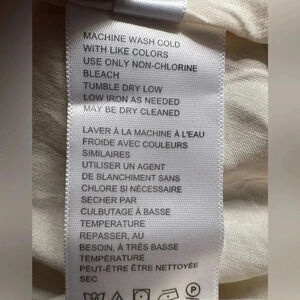 MACHINE WASH COLD
WITH LIKE COLORS
USE ONLY NON-CHLORINE
BLEACH
TUMBLE DRY LOW
LOW IRON AS NEEDED
MAY BE DRY CLEANED
LAVER À LA MACHINE À L'EAU
FROIDE AVEC COULEURS
SIMILAIRES
UTILISER UN AGENT
DE BLANCHIMENT SANS
CHLORE SI NÉCESSAIRE
SECHER PAR
CULBUTAGE À BASSE
TEMPERATURE
REPASSER, AU
BESOIN, À TRÈS BASSE
TEMPÉRATURE
PEUT-ÊTRE ÊTRE NETTOYÉE
SEC